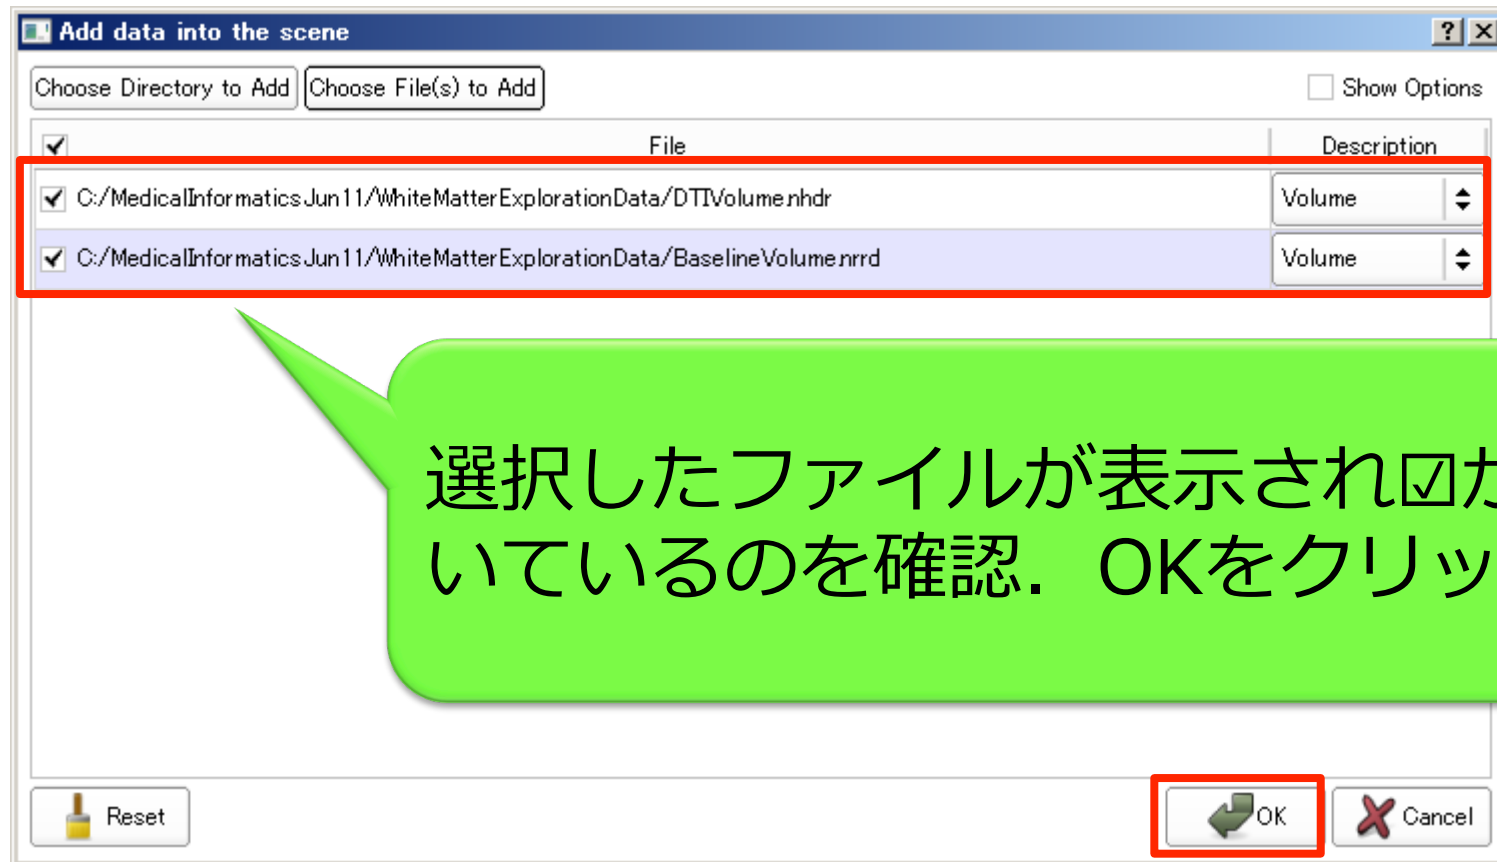 Add data into the scene
Choose Directory to Add Choose File(s) to Add Show Options
File Description
C:/MedicalInformaticsJun11/WhiteMatterExplorationData/DTIVolume.nhdr Volume
C:/MedicalInformaticsJun11/WhiteMatterExplorationData/BaselineVolume.nrrd Volume
選択したファイルが表示され☑が
いているのを確認．OKをクリッ
Reset OK Cancel